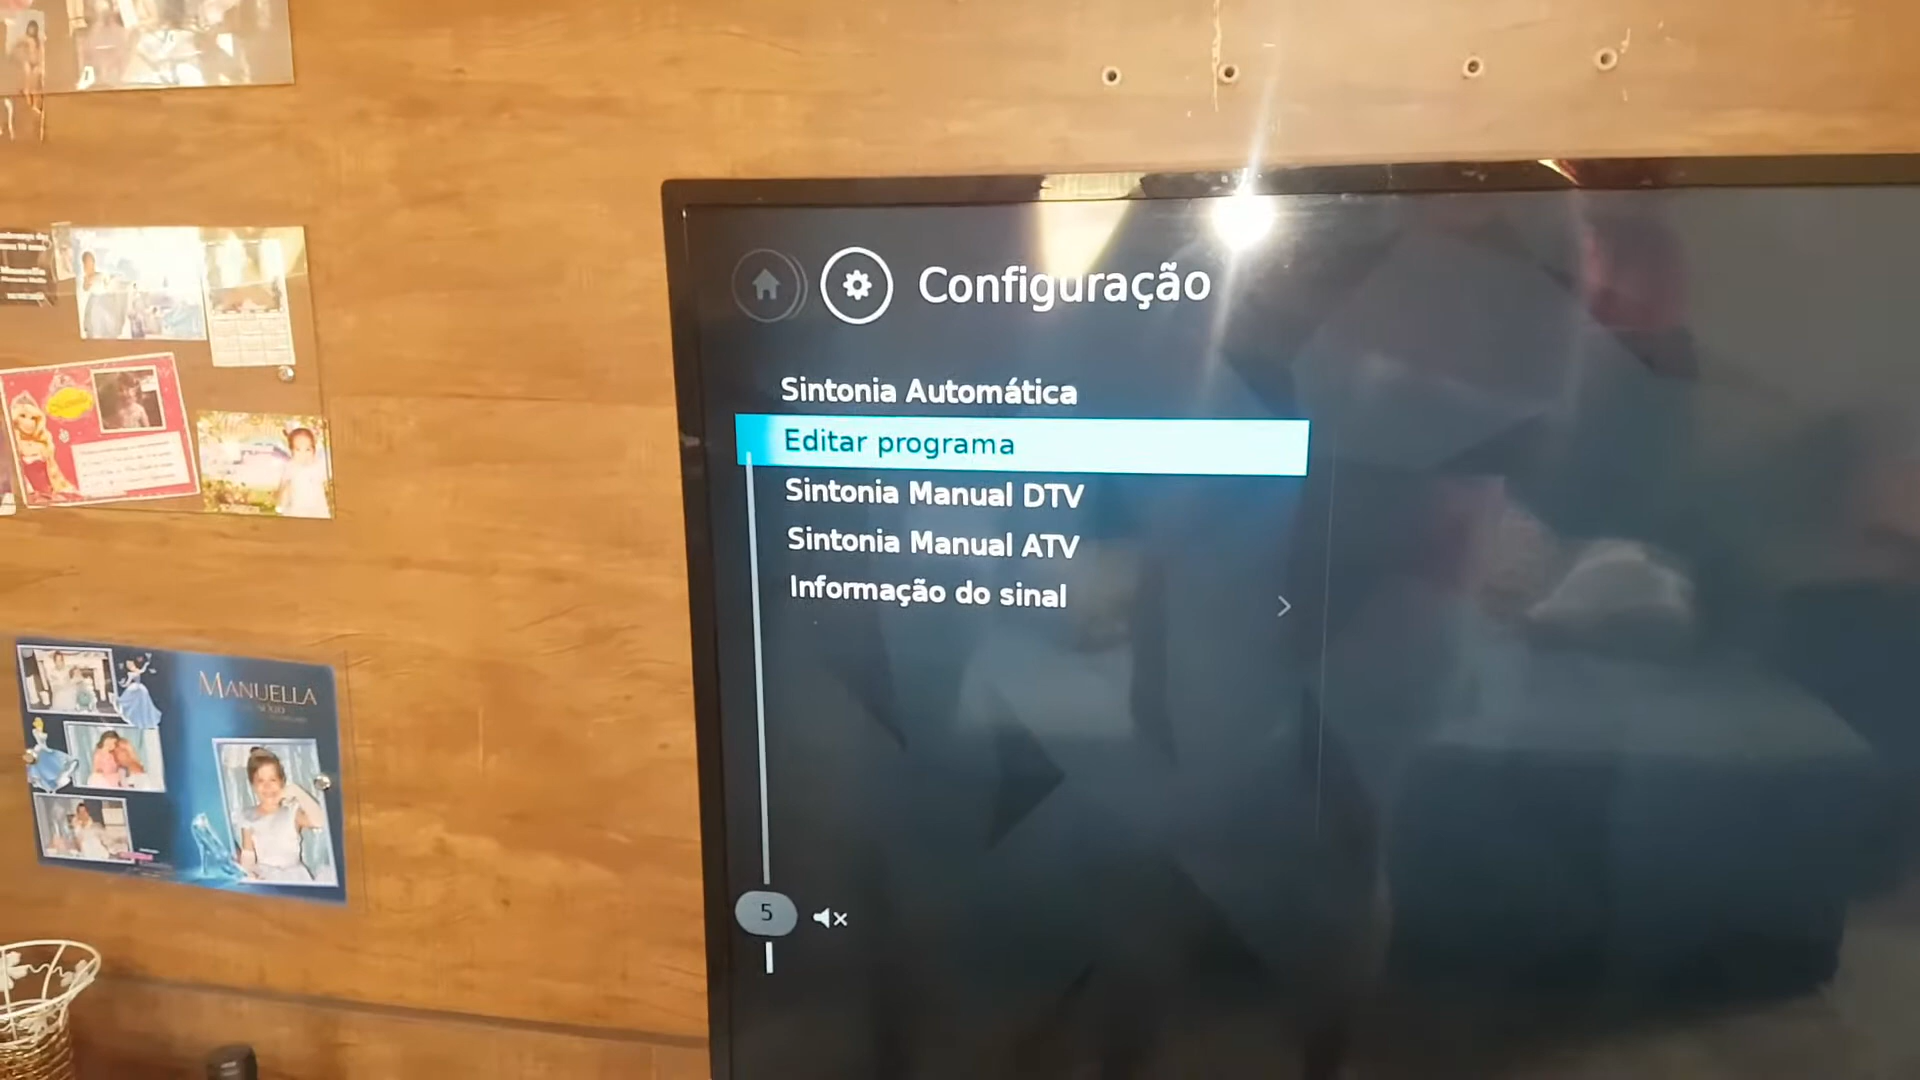 Configuração
Sintonia Automática
Editar programa
Sintonia Manual DTV
Sintonia Manual ATV
Informação do sinal
5
MANUELLA